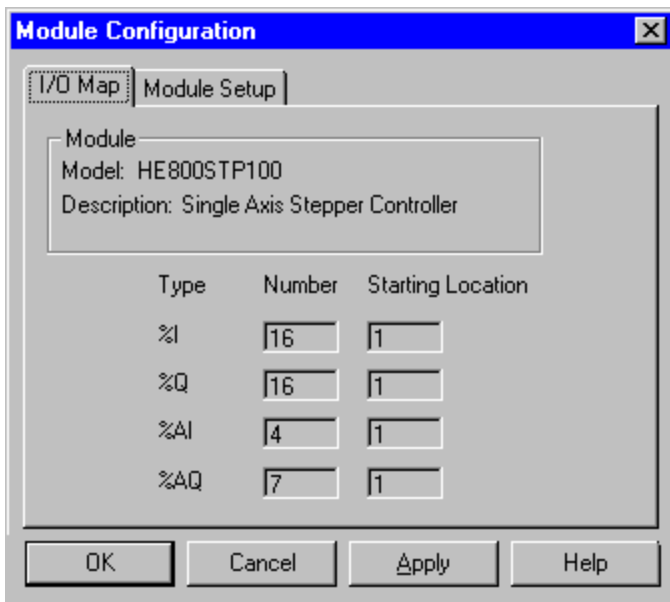 Module Configuration
I/O Map Module Setup
Module
Model: HE800STP100
Description: Single Axis Stepper Controller
Type Number Starting Location
%I 16 1
%Q 16 1
%AI 4 1
%AQ 7 1
OK Cancel Apply Help